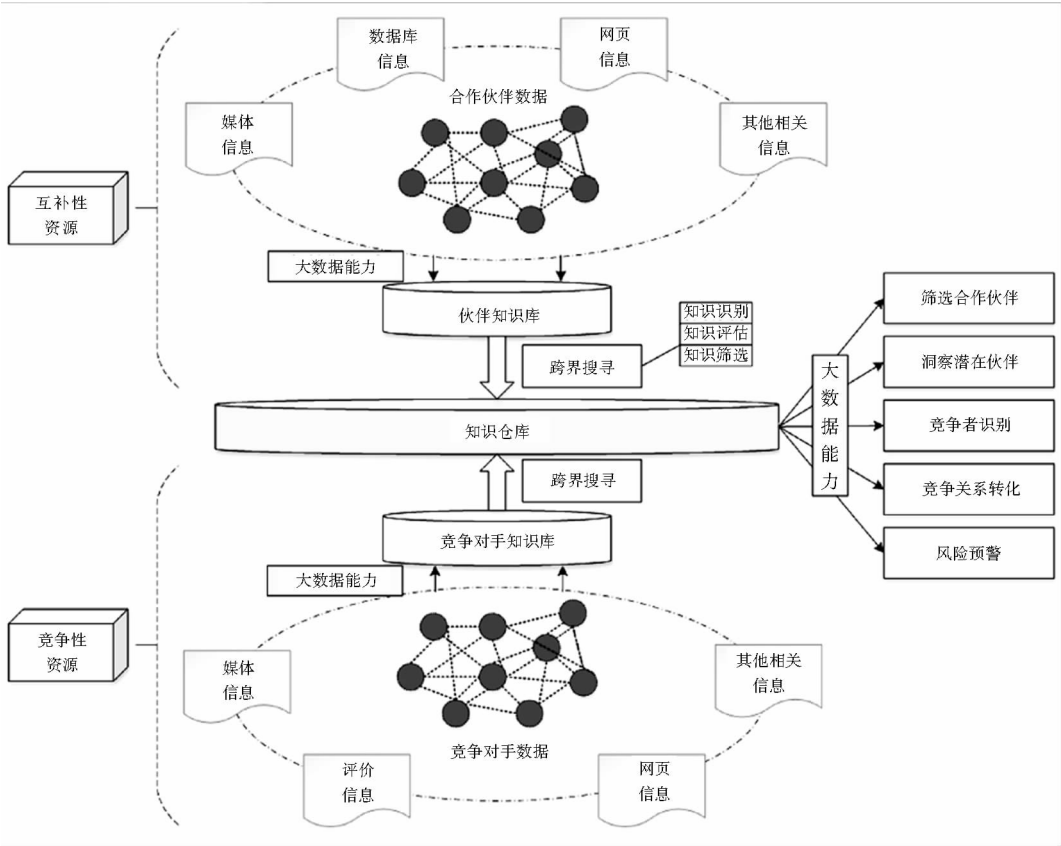 数据库
信息
网页
信息
合作伙伴数据
媒体
信息
其他相关
信息
互补性
资源
大数据能力
伙伴知识库
知识识别
知识评估
知识筛选
跨界搜寻
知识仓库
跨界搜寻
竞争对手知识库
大数据能力
大
数
据
能
力
筛选合作伙伴
洞察潜在伙伴
竞争者识别
竞争关系转化
风险预警
竞争性
资源
媒体
信息
其他相关
信息
竞争对手数据
评价
信息
网页
信息